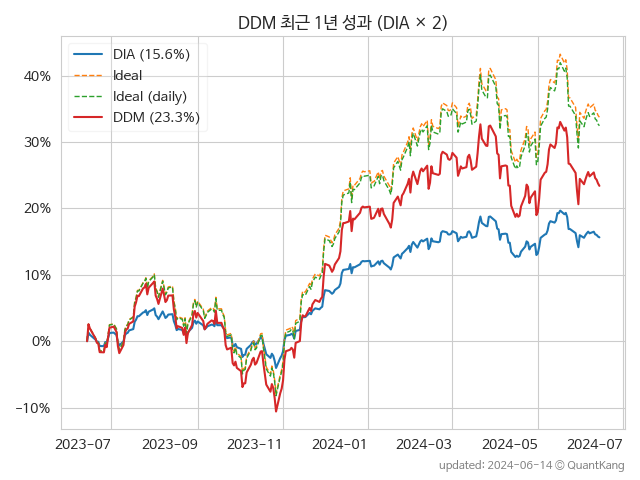 DDM 최근 1년 성과 (DIA × 2)
DIA (15.6%)
Ideal
Ideal (daily)
DDM (23.3%)
40%
30%
20%
10%
0%
−10%
2023-07 2023-09 2023-11 2024-01 2024-03 2024-05 2024-07
updated: 2024-06-14 © QuantKang